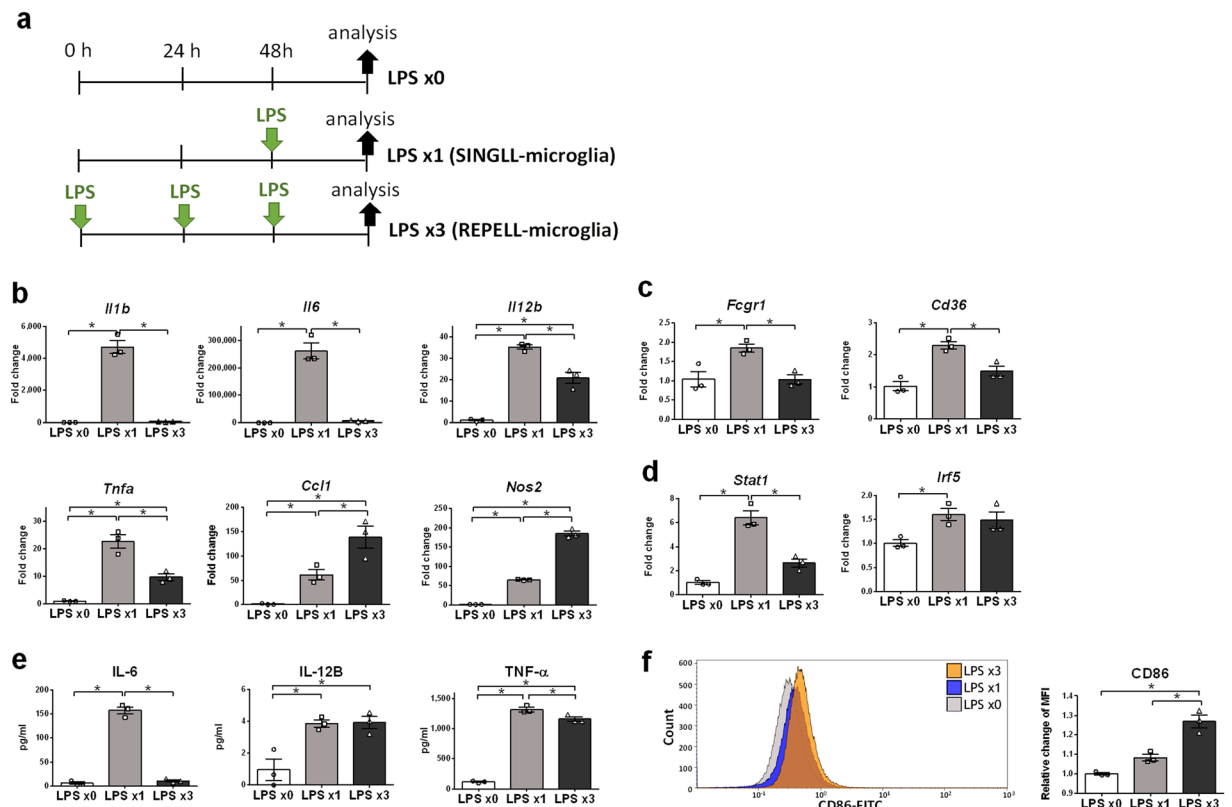 a
analysis
0 h 24 h 48h
LPS x0
LPS analysis
LPS x1 (SINGLL-microglia)
LPS LPS LPS analysis
LPS x3 (REPELL-microglia)
b
Il1b
Fold change
6,000
4,000
2,000
0
* *
LPS x0 LPS x1 LPS x3
Il6
Fold change
300,000
200,000
100,000
0
* *
LPS x0 LPS x1 LPS x3
Il12b
Fold change
40
30
20
10
0
*
* *
LPS x0 LPS x1 LPS x3
Tnfa
Fold change
30
20
10
0
*
* *
LPS x0 LPS x1 LPS x3
Ccl1
Fold change
200
150
100
50
0
*
* *
LPS x0 LPS x1 LPS x3
Nos2
Fold change
250
200
150
100
50
0
*
* *
LPS x0 LPS x1 LPS x3
c
Fcgr1
Fold change
2.5
2.0
1.5
1.0
0.5
0.0
* *
LPS x0 LPS x1 LPS x3
Cd36
Fold change
3
2
1
0
* *
LPS x0 LPS x1 LPS x3
d
Stat1
Fold change
8
6
4
2
0
* *
LPS x0 LPS x1 LPS x3
Irf5
Fold change
2.0
1.5
1.0
0.5
0.0
*
LPS x0 LPS x1 LPS x3
e
IL-6
pg/ml
200
150
100
50
0
* *
LPS x0 LPS x1 LPS x3
IL-12B
pg/ml
6
4
2
0
*
*
LPS x0 LPS x1 LPS x3
TNF-α
pg/ml
1,500
1,000
500
0
*
* *
LPS x0 LPS x1 LPS x3
f
Count
600
500
400
300
200
100
0
LPS x3
LPS x1
LPS x0
10⁻¹ 10⁰ 10¹ 10² 10³
CD86-FITC
CD86
Relative change of MFI
1.4
1.3
1.2
1.1
1.0
0.9
*
*
LPS x0 LPS x1 LPS x3